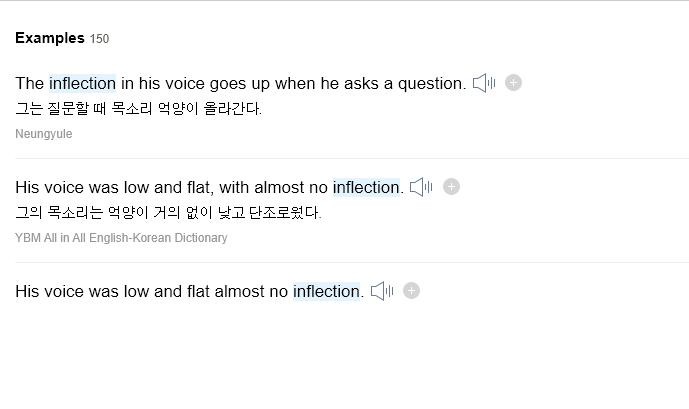 Examples 150
The inflection in his voice goes up when he asks a question.
그는 질문할 때 목소리 억양이 올라간다.
Neungyule
His voice was low and flat, with almost no inflection.
그의 목소리는 억양이 거의 없이 낮고 단조로웠다.
YBM All in All English-Korean Dictionary
His voice was low and flat almost no inflection.